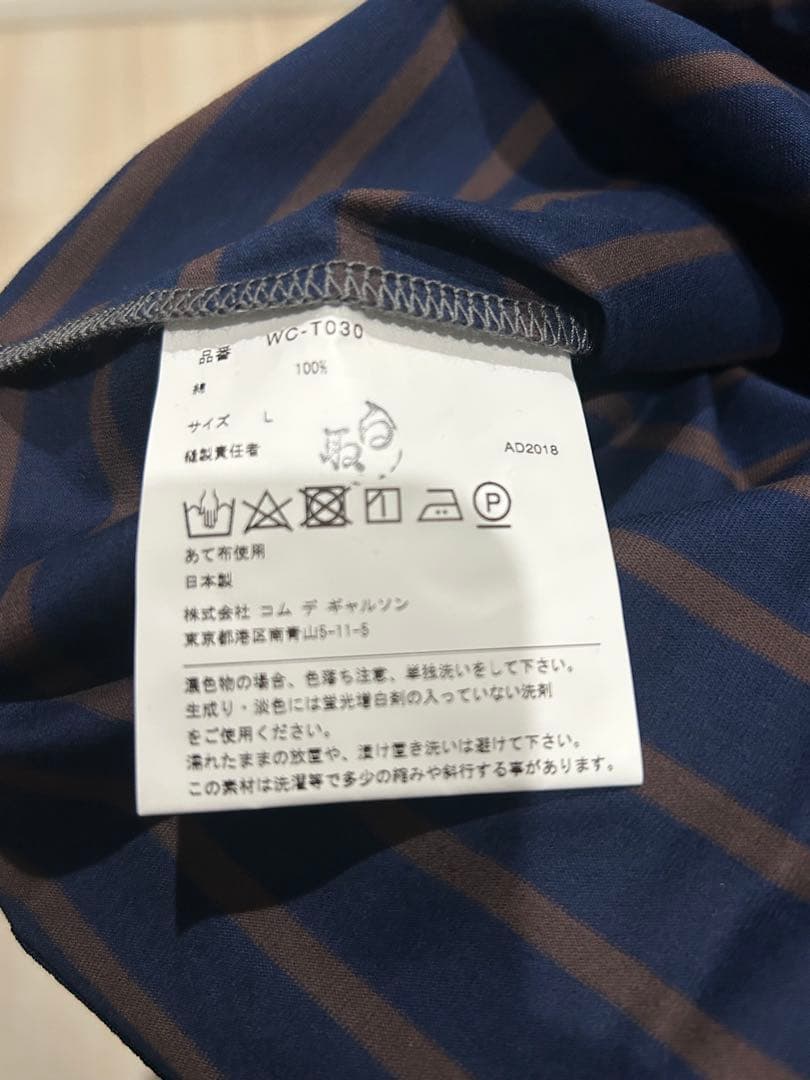 品番 WC-T030
綿 100%
サイズ L
縫製責任者
AD2018
あて布使用
日本製
株式会社 コム デ ギャルソン
東京都港区南青山5-11-5
濃色物の場合、色落ち注意、単独洗いをして下さい。
生成り・淡色には蛍光増白剤の入っていない洗剤
をご使用ください。
濡れたままの放置や、漬け置き洗いは避けて下さい。
この素材は洗濯等で多少の縮みや斜行する事があります。